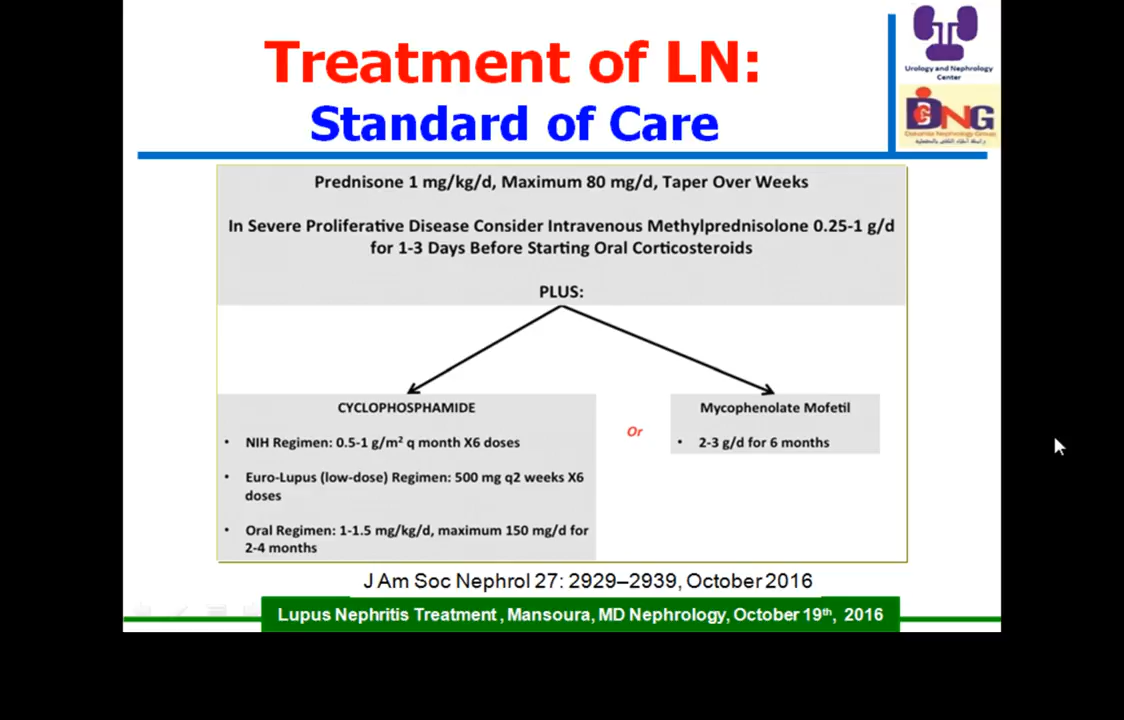 Treatment of LN:
Standard of Care
Urology and Nephrology
Center
DNG
Dakahlia Nephrology Group
Prednisone 1 mg/kg/d, Maximum 80 mg/d, Taper Over Weeks
In Severe Proliferative Disease Consider Intravenous Methylprednisolone 0.25-1 g/d
for 1-3 Days Before Starting Oral Corticosteroids
PLUS:
CYCLOPHOSPHAMIDE
• NIH Regimen: 0.5-1 g/m² q month X6 doses
• Euro-Lupus (low-dose) Regimen: 500 mg q2 weeks X6
doses
• Oral Regimen: 1-1.5 mg/kg/d, maximum 150 mg/d for
2-4 months
Or
Mycophenolate Mofetil
• 2-3 g/d for 6 months
J Am Soc Nephrol 27: 2929–2939, October 2016
Lupus Nephritis Treatment , Mansoura, MD Nephrology, October 19th, 2016